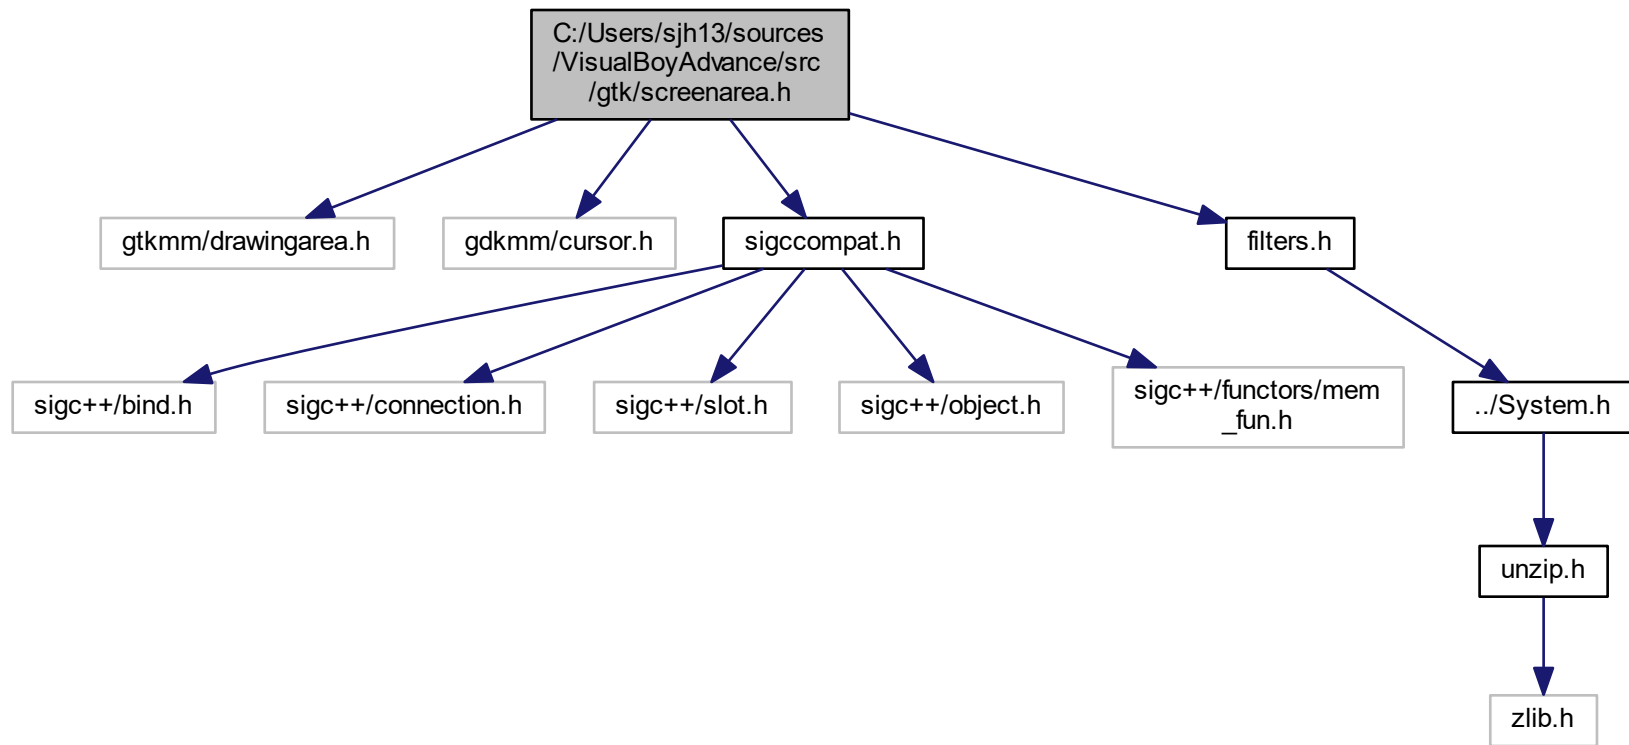 C:/Users/sjh13/sources
/VisualBoyAdvance/src
/gtk/screenarea.h
gtkmm/drawingarea.h
gdkmm/cursor.h
sigccompat.h
filters.h
sigc++/bind.h
sigc++/connection.h
sigc++/slot.h
sigc++/object.h
sigc++/functors/mem
_fun.h
../System.h
unzip.h
zlib.h